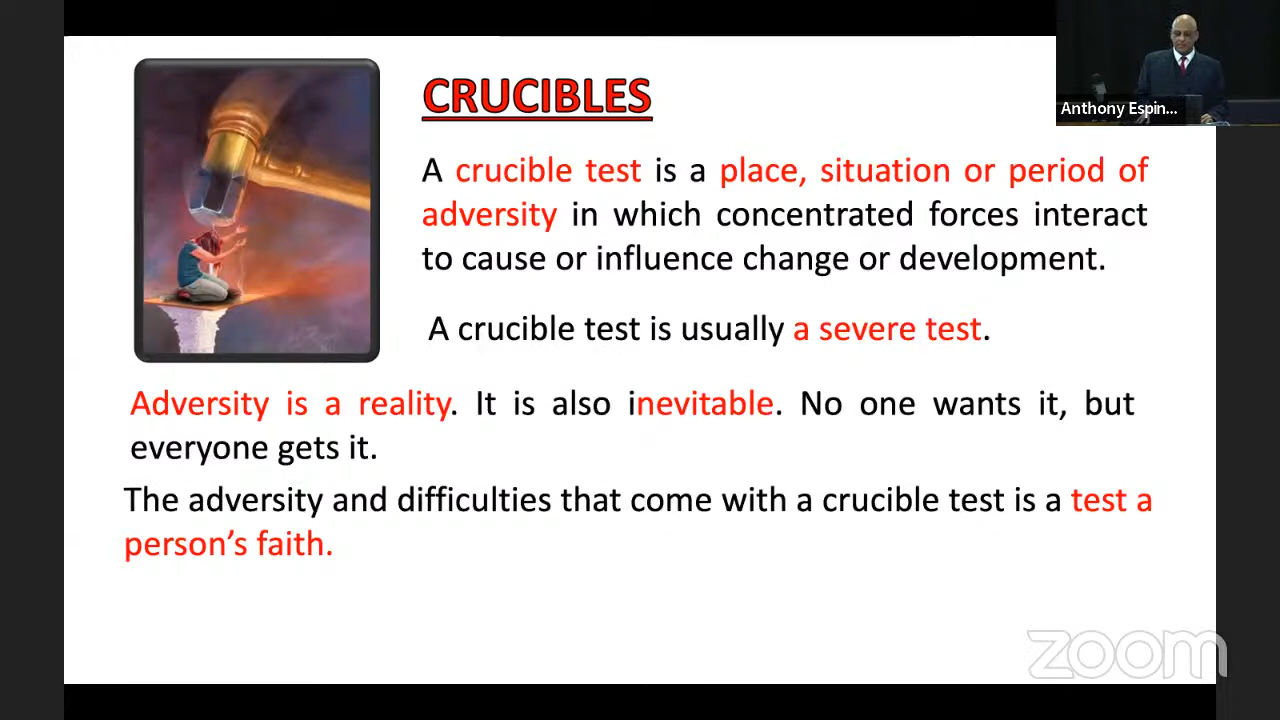 CRUCIBLES
Anthony Espin...
A crucible test is a place, situation or period of
adversity in which concentrated forces interact
to cause or influence change or development.
A crucible test is usually a severe test.
Adversity is a reality. It is also inevitable. No one wants it, but
everyone gets it.
The adversity and difficulties that come with a crucible test is a test a
person’s faith.
zoom